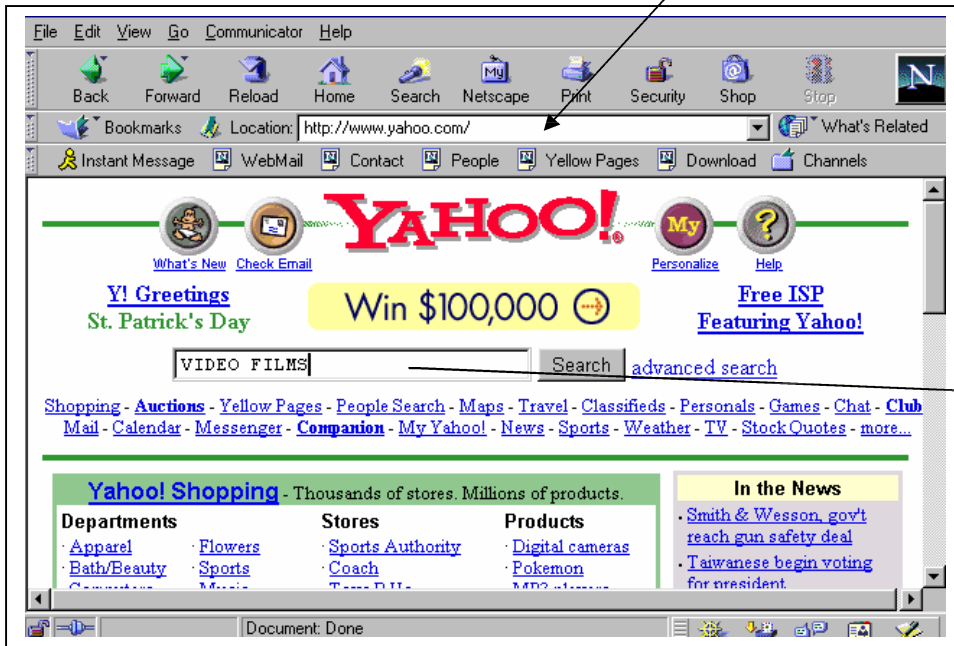 File Edit View Go Communicator Help
Back Forward Reload Home Search Netscape Print Security Shop Stop
N
Bookmarks Location: http://www.yahoo.com/ What's Related
Instant Message WebMail Contact People Yellow Pages Download Channels
YAHOO!
My
What's New Check Email Personalize Help
Y! Greetings
St. Patrick's Day
Win $100,000
Free ISP
Featuring Yahoo!
VIDEO FILMS Search advanced search
Shopping - Auctions - Yellow Pages - People Search - Maps - Travel - Classifieds - Personals - Games - Chat - Club
Mail - Calendar - Messenger - Companion - My Yahoo! - News - Sports - Weather - TV - Stock Quotes - more...
Yahoo! Shopping - Thousands of stores. Millions of products.
Departments Stores Products
· Apparel · Flowers · Sports Authority · Digital cameras
· Bath/Beauty · Sports · Coach · Pokemon
In the News
· Smith & Wesson, gov't
reach gun safety deal
· Taiwanese begin voting
for president
Document: Done